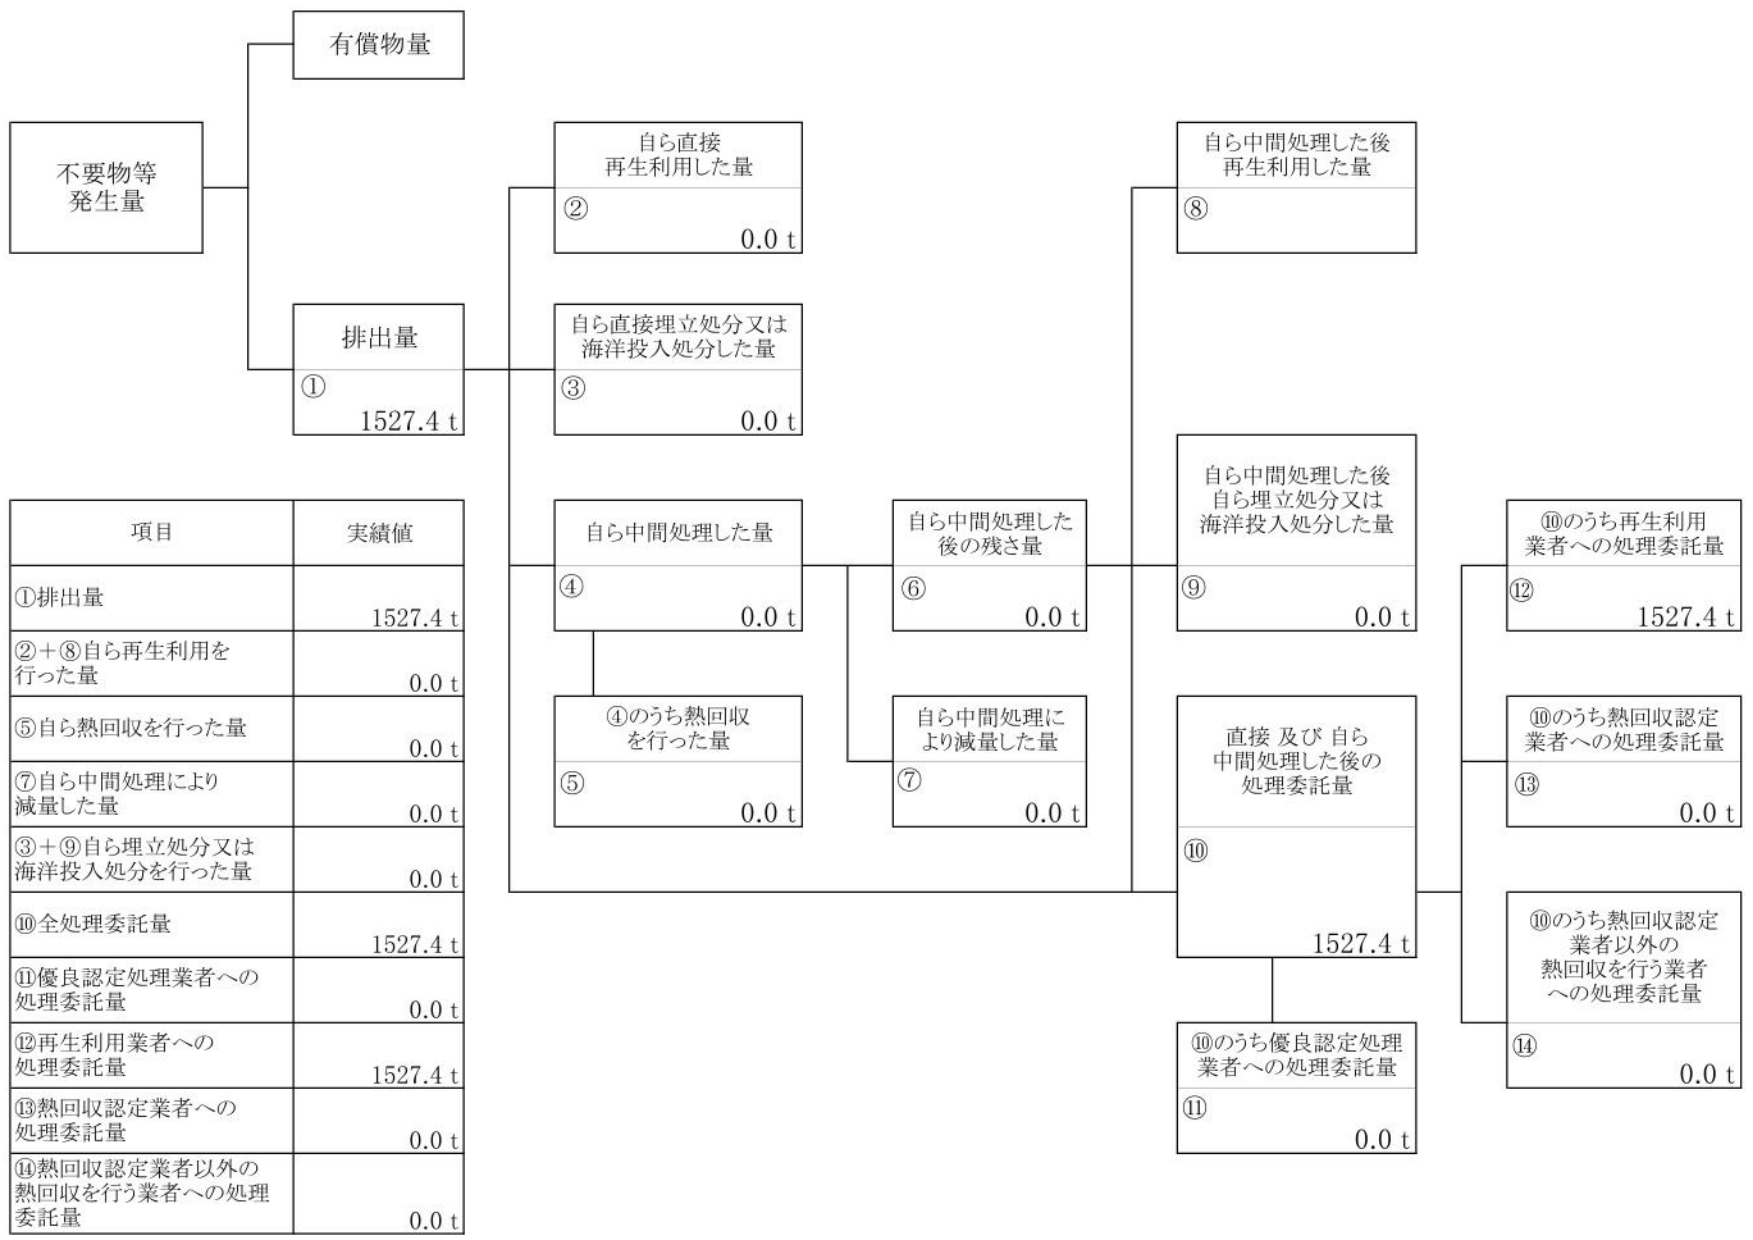 有償物量
不要物等
発生量
排出量
①
1527.4 t
自ら直接
再生利用した量
②
0.0 t
自ら直接埋立処分又は
海洋投入処分した量
③
0.0 t
自ら中間処理した量
④
0.0 t
④のうち熱回収
を行った量
⑤
0.0 t
自ら中間処理した
後の残さ量
⑥
0.0 t
自ら中間処理に
より減量した量
⑦
0.0 t
自ら中間処理した後
再生利用した量
⑧
自ら中間処理した後
自ら埋立処分又は
海洋投入処分した量
⑨
0.0 t
直接 及び 自ら
中間処理した後の
処理委託量
⑩
1527.4 t
⑩のうち優良認定処理
業者への処理委託量
⑪
0.0 t
⑩のうち再生利用
業者への処理委託量
⑫
1527.4 t
⑩のうち熱回収認定
業者への処理委託量
⑬
0.0 t
⑩のうち熱回収認定
業者以外の
熱回収を行う業者
への処理委託量
⑭
0.0 t
項目 実績値
①排出量
1527.4 t
②＋⑧自ら再生利用を
行った量
0.0 t
⑤自ら熱回収を行った量
0.0 t
⑦自ら中間処理により
減量した量
0.0 t
③＋⑨自ら埋立処分又は
海洋投入処分を行った量
0.0 t
⑩全処理委託量
1527.4 t
⑪優良認定処理業者への
処理委託量
0.0 t
⑫再生利用業者への
処理委託量
1527.4 t
⑬熱回収認定業者への
処理委託量
0.0 t
⑭熱回収認定業者以外の
熱回収を行う業者への処理
委託量
0.0 t